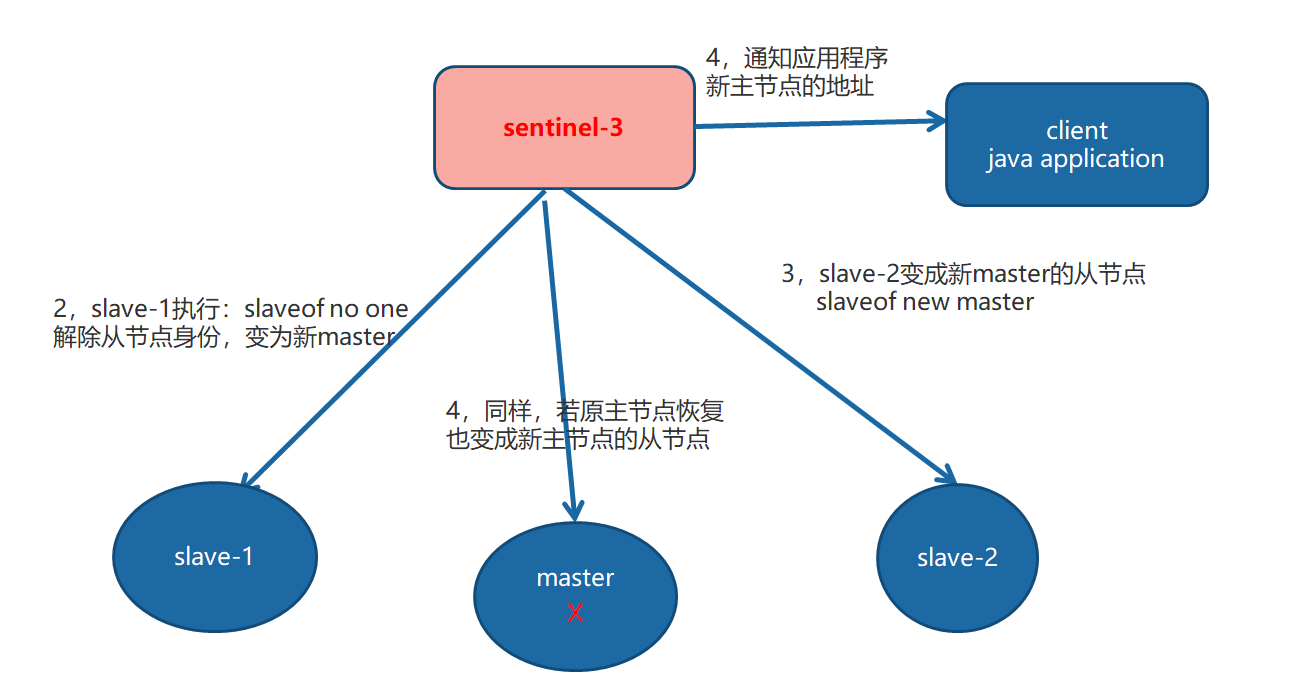 4，通知应用程序
新主节点的地址
sentinel-3
client
java application
3，slave-2变成新master的从节点
slaveof new master
2，slave-1执行：slaveof no one
解除从节点身份，变为新master
4，同样，若原主节点恢复
也变成新主节点的从节点
slave-1
master
X
slave-2